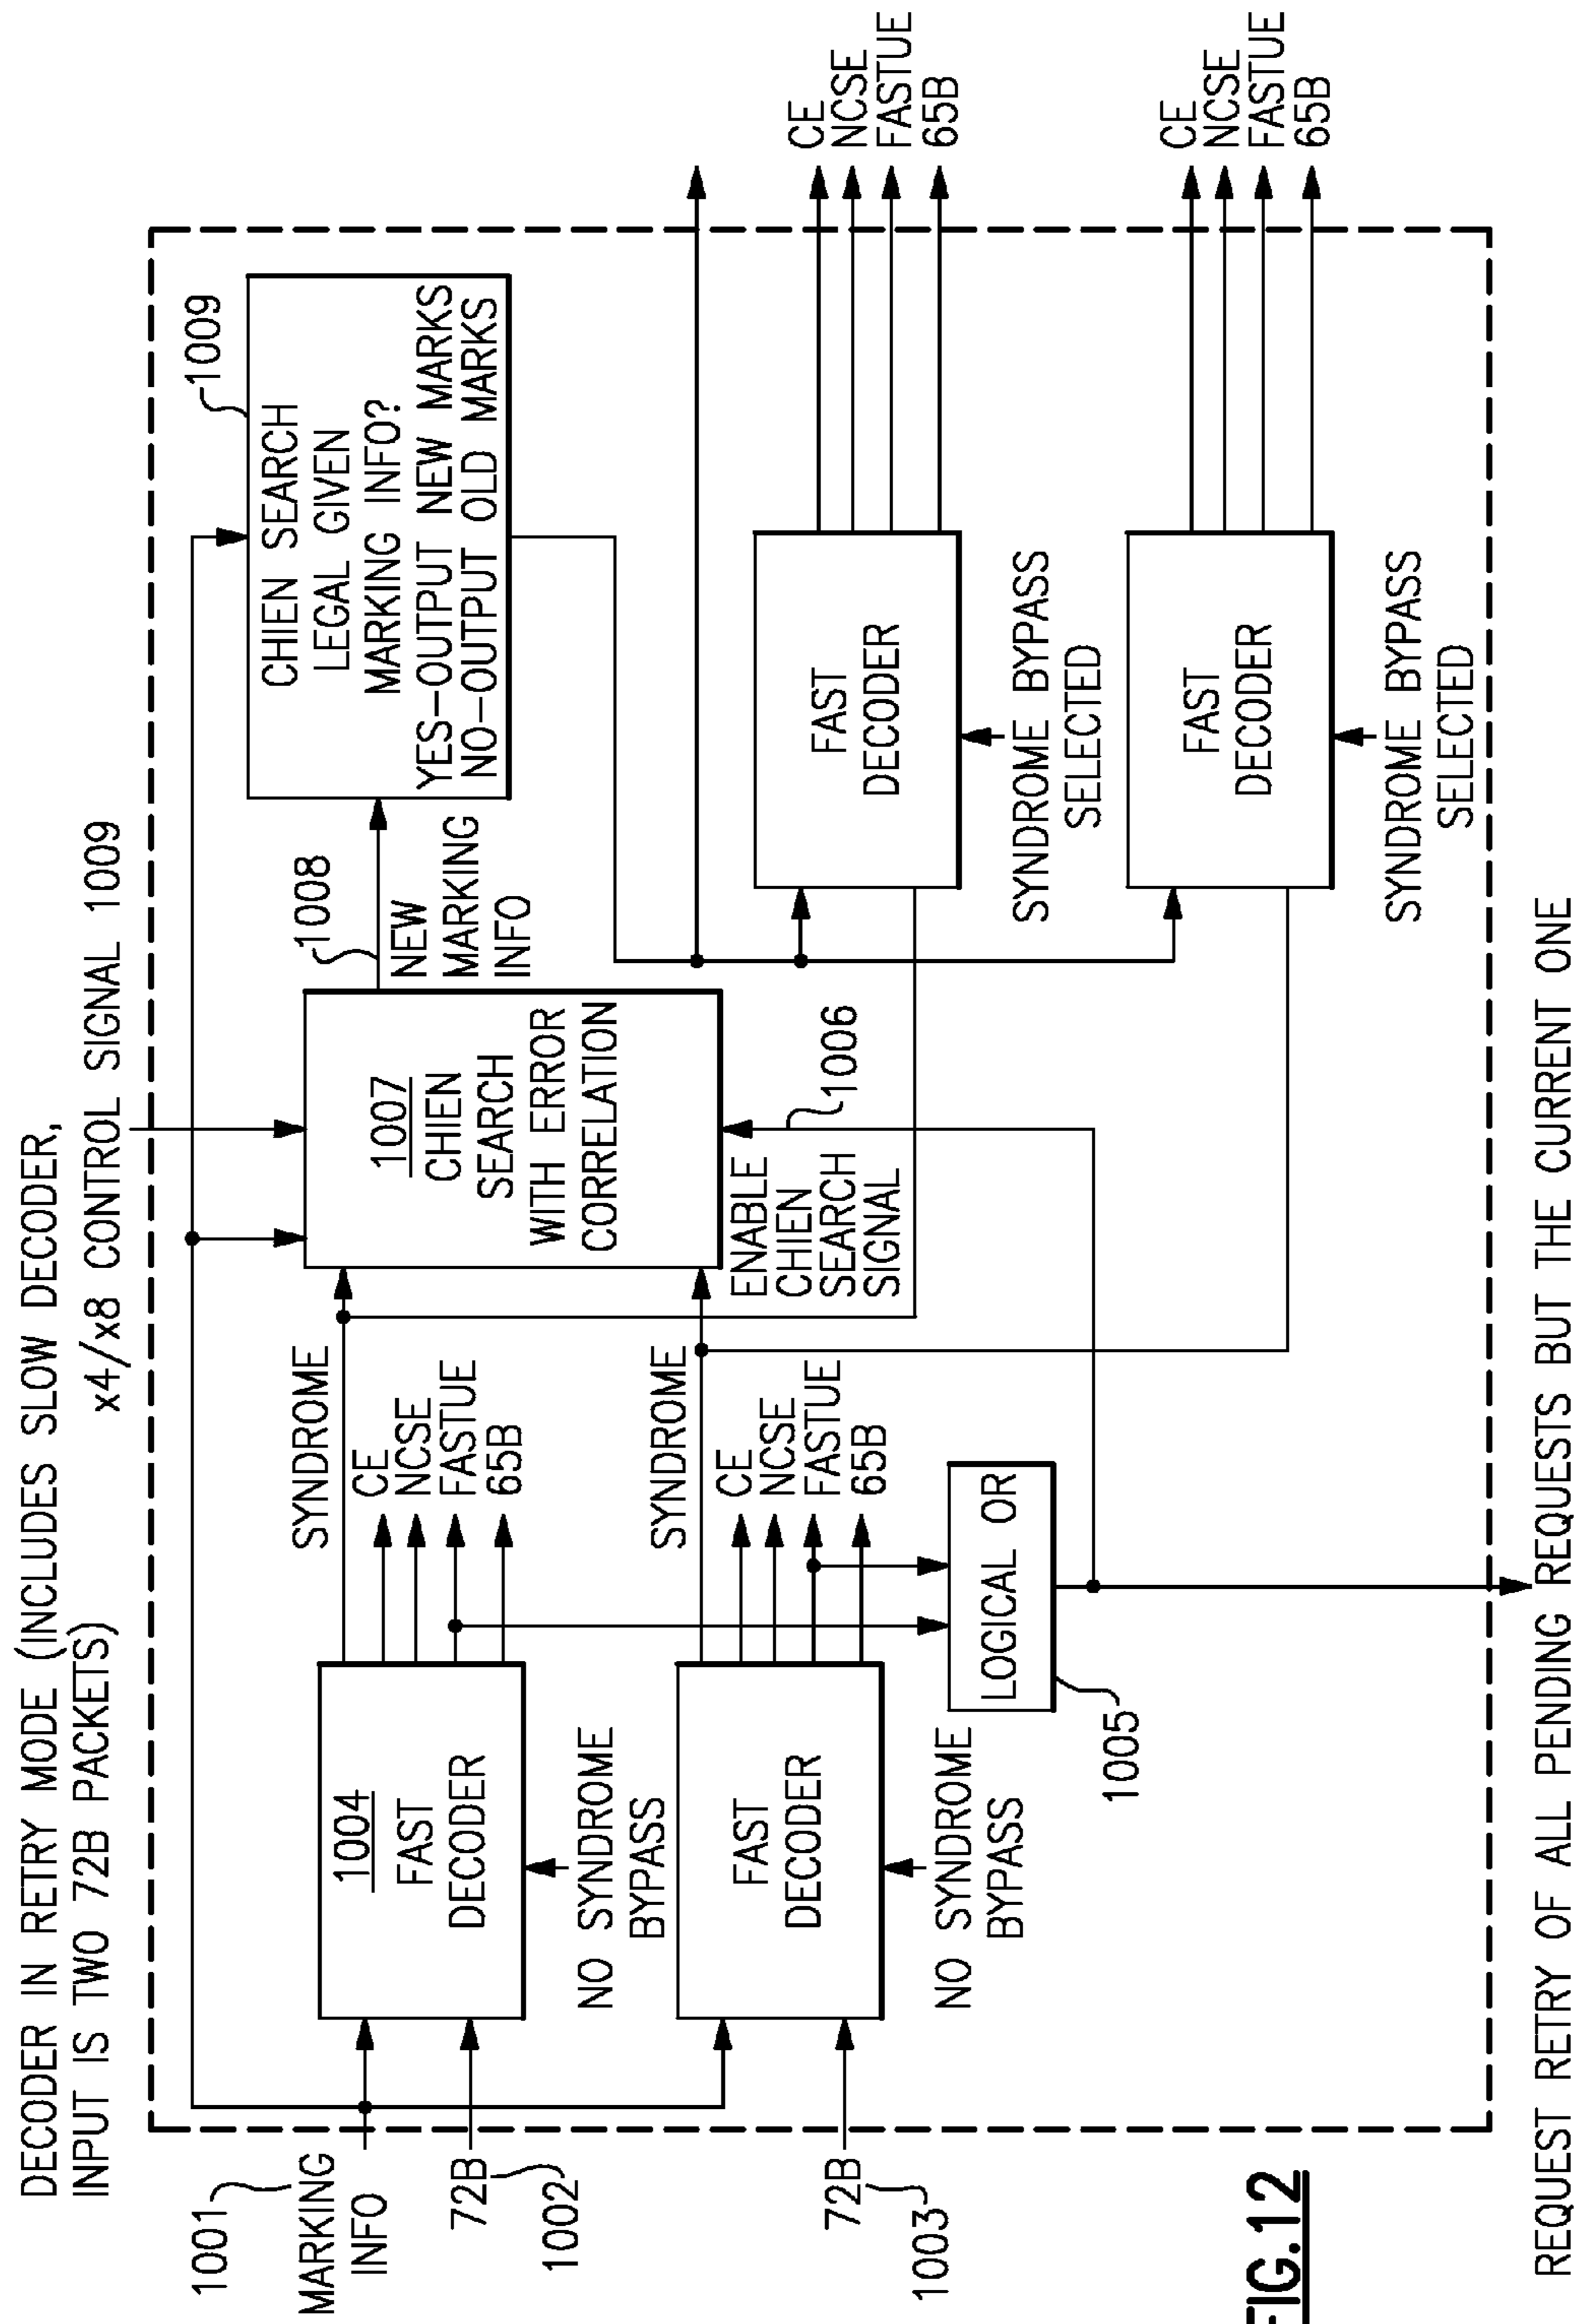 DECODER IN RETRY MODE (INCLUDES SLOW DECODER,
INPUT IS TWO 72B PACKETS)
x4/x8 CONTROL SIGNAL 1009
1001
MARKING
INFO
72B
1002
72B
1003
1004
FAST
DECODER
NO SYNDROME
BYPASS
SYNDROME
CE
NCSE
FASTUE
65B
FAST
DECODER
NO SYNDROME
BYPASS
SYNDROME
CE
NCSE
FASTUE
65B
LOGICAL OR
1005
1007
CHIEN
SEARCH
WITH ERROR
CORRELATION
ENABLE
CHIEN
SEARCH
SIGNAL
1006
1008
NEW
MARKING
INFO
1009
CHIEN SEARCH
LEGAL GIVEN
MARKING INFO?
YES-OUTPUT NEW MARKS
NO-OUTPUT OLD MARKS
FAST
DECODER
SYNDROME BYPASS
SELECTED
CE
NCSE
FASTUE
65B
FAST
DECODER
SYNDROME BYPASS
SELECTED
CE
NCSE
FASTUE
65B
REQUEST RETRY OF ALL PENDING REQUESTS BUT THE CURRENT ONE
FIG.12